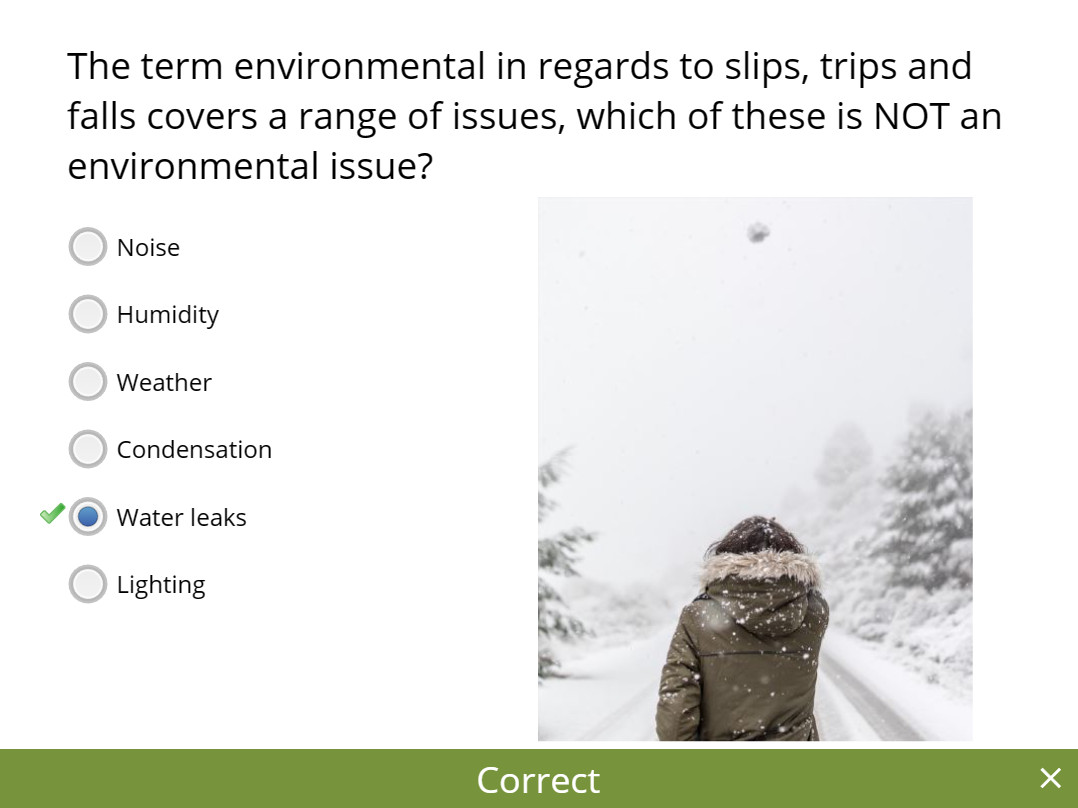 The term environmental in regards to slips, trips and
falls covers a range of issues, which of these is NOT an
environmental issue?
Noise
Humidity
Weather
Condensation
Water leaks
Lighting
Correct